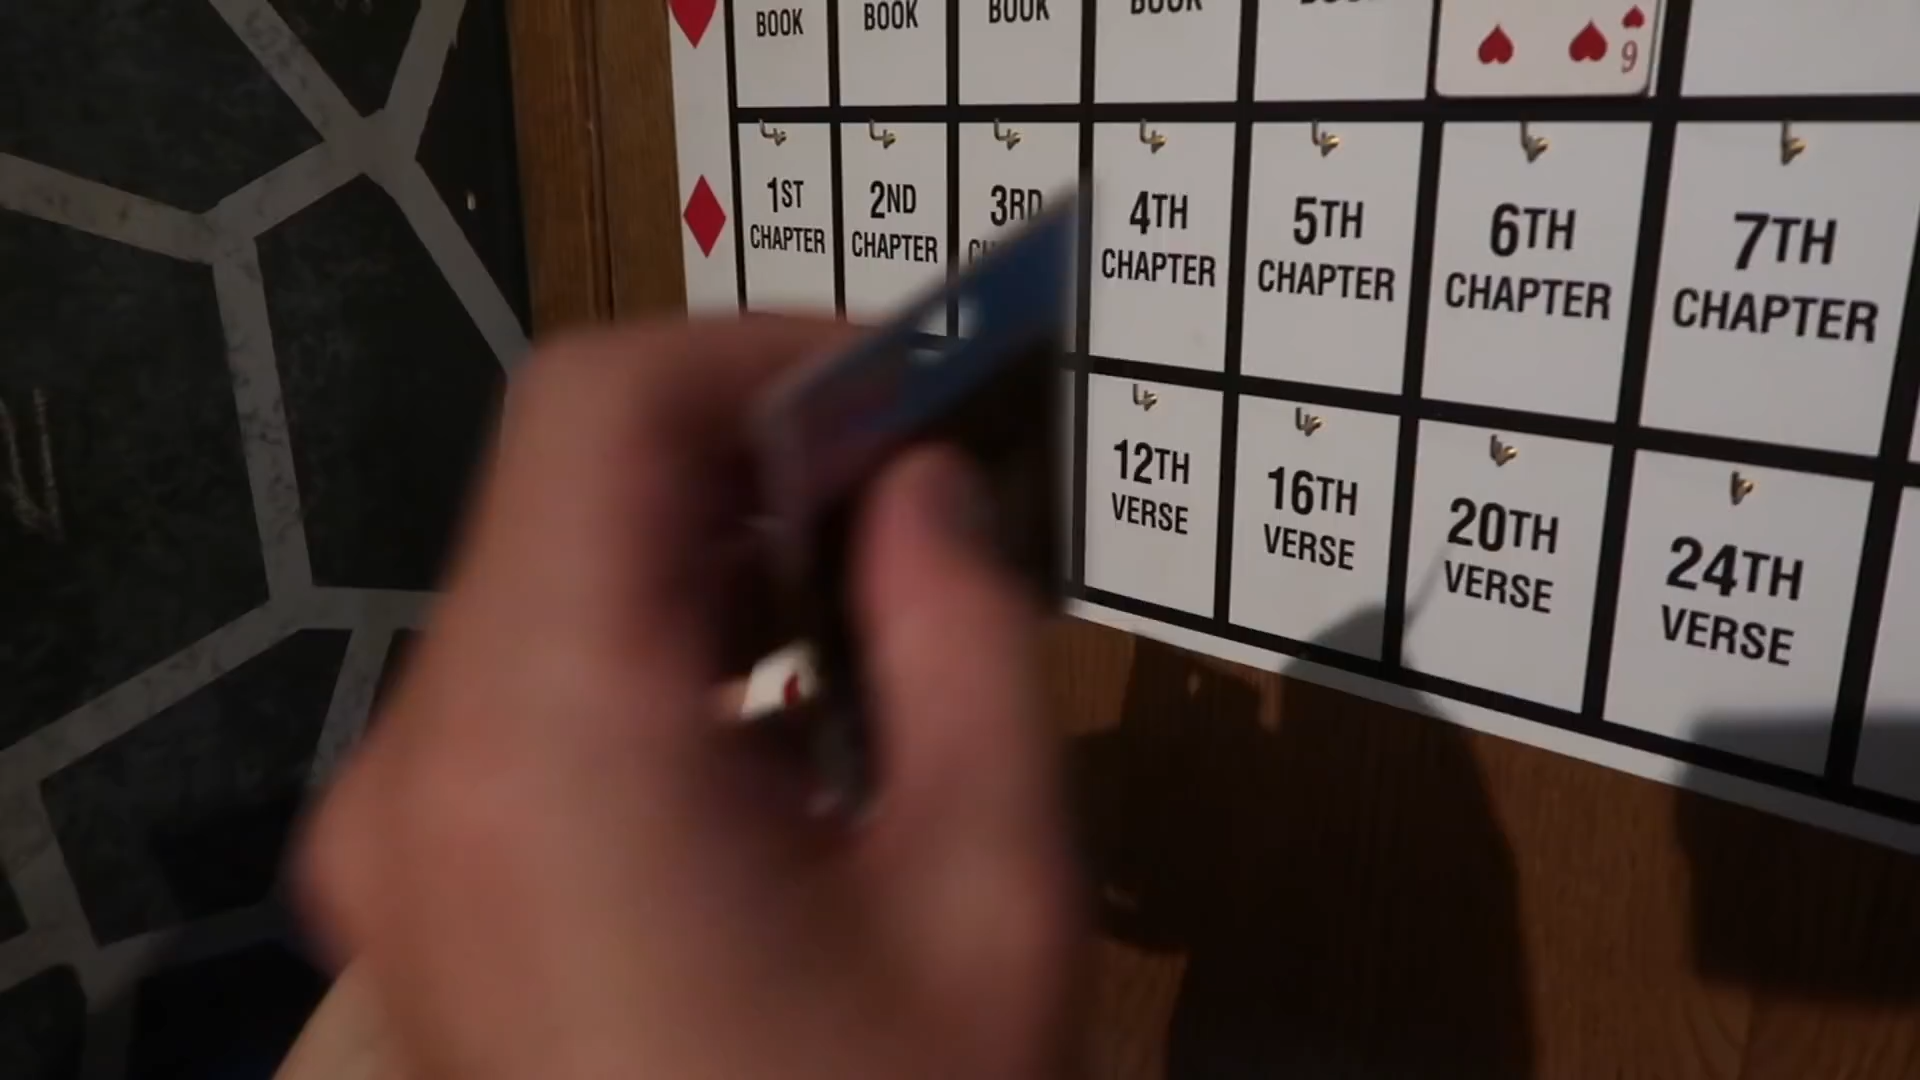 BOOK
BOOK
BOOK
BOOK
9
1ST
CHAPTER
2ND
CHAPTER
3RD
4TH
CHAPTER
5TH
CHAPTER
6TH
CHAPTER
7TH
CHAPTER
12TH
VERSE
16TH
VERSE
20TH
VERSE
24TH
VERSE